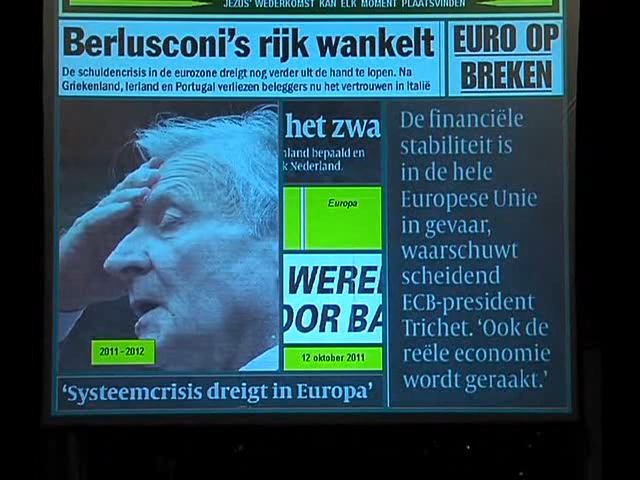 JEZUS' WEDERKOMST KAN ELK MOMENT PLAATSVINDEN
Berlusconi's rijk wankelt
De schuldencrisis in de eurozone dreigt nog verder uit de hand te lopen. Na
Griekenland, Ierland en Portugal verliezen beleggers nu het vertrouwen in Italië
EURO OP
BREKEN
het zwa
nland bepaald en
k Nederland.
Europa
WEREL
OOR BA
12 oktober 2011
2011-2012
'Systeemcrisis dreigt in Europa'
De financiële
stabiliteit is
in de hele
Europese Unie
in gevaar,
waarschuwt
scheidend
ECB-president
Trichet. 'Ook de
reële economie
wordt geraakt.'